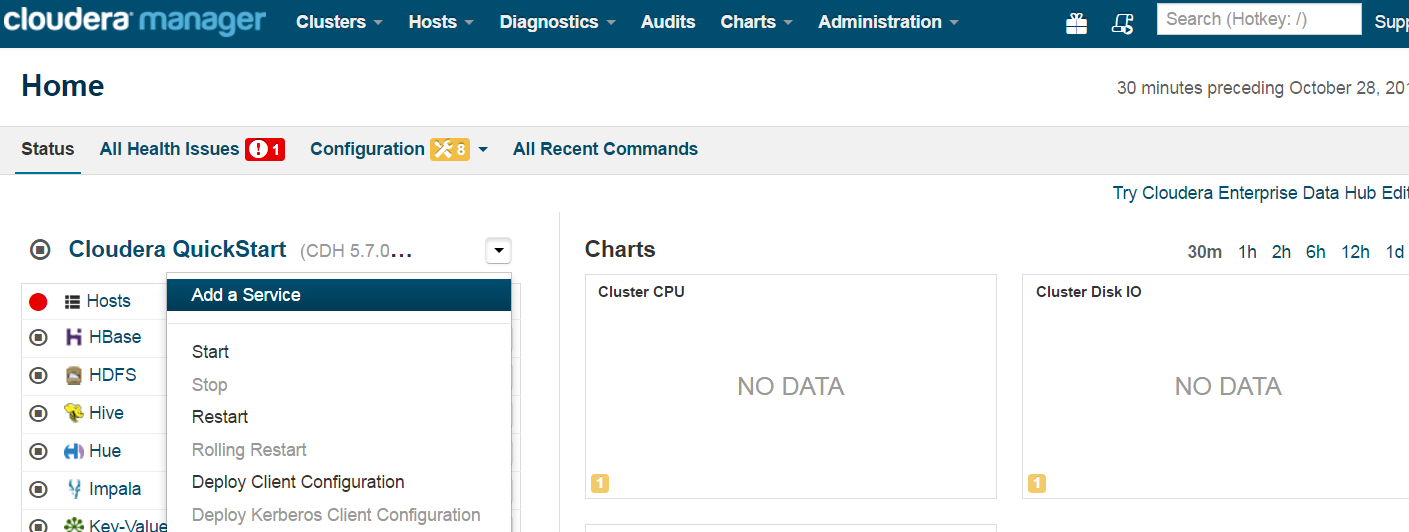 cloudera manager Clusters Hosts Diagnostics Audits Charts Administration Search (Hotkey: /) Supp
Home
30 minutes preceding October 28, 201
Status All Health Issues 1 Configuration 8 All Recent Commands
Try Cloudera Enterprise Data Hub Edit
Cloudera QuickStart (CDH 5.7.0...
Hosts
HBase
HDFS
Hive
Hue
Impala
Key-Value
Add a Service
Start
Stop
Restart
Rolling Restart
Deploy Client Configuration
Deploy Kerberos Client Configuration
Charts
30m 1h 2h 6h 12h 1d
Cluster CPU
NO DATA
1
Cluster Disk IO
NO DATA
1